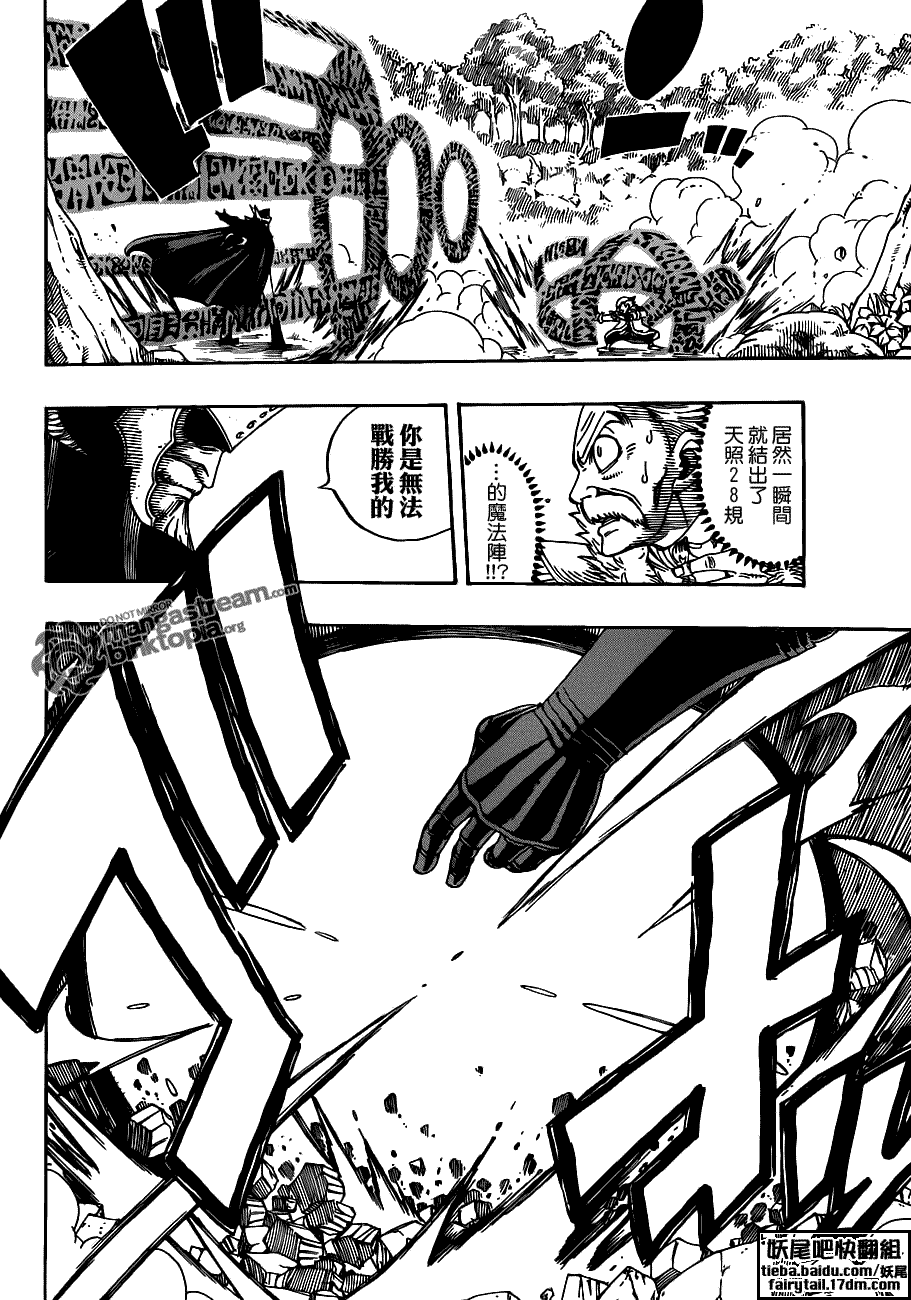 居然一瞬間
就結出了
天照28規
…的魔法陣!!?
你是無法
戰勝我的
DO NOT MIRROR
mangastream.com
binktopia.org
妖尾吧快翻組
tieba.baidu.com/妖尾
fairytail.17dm.com